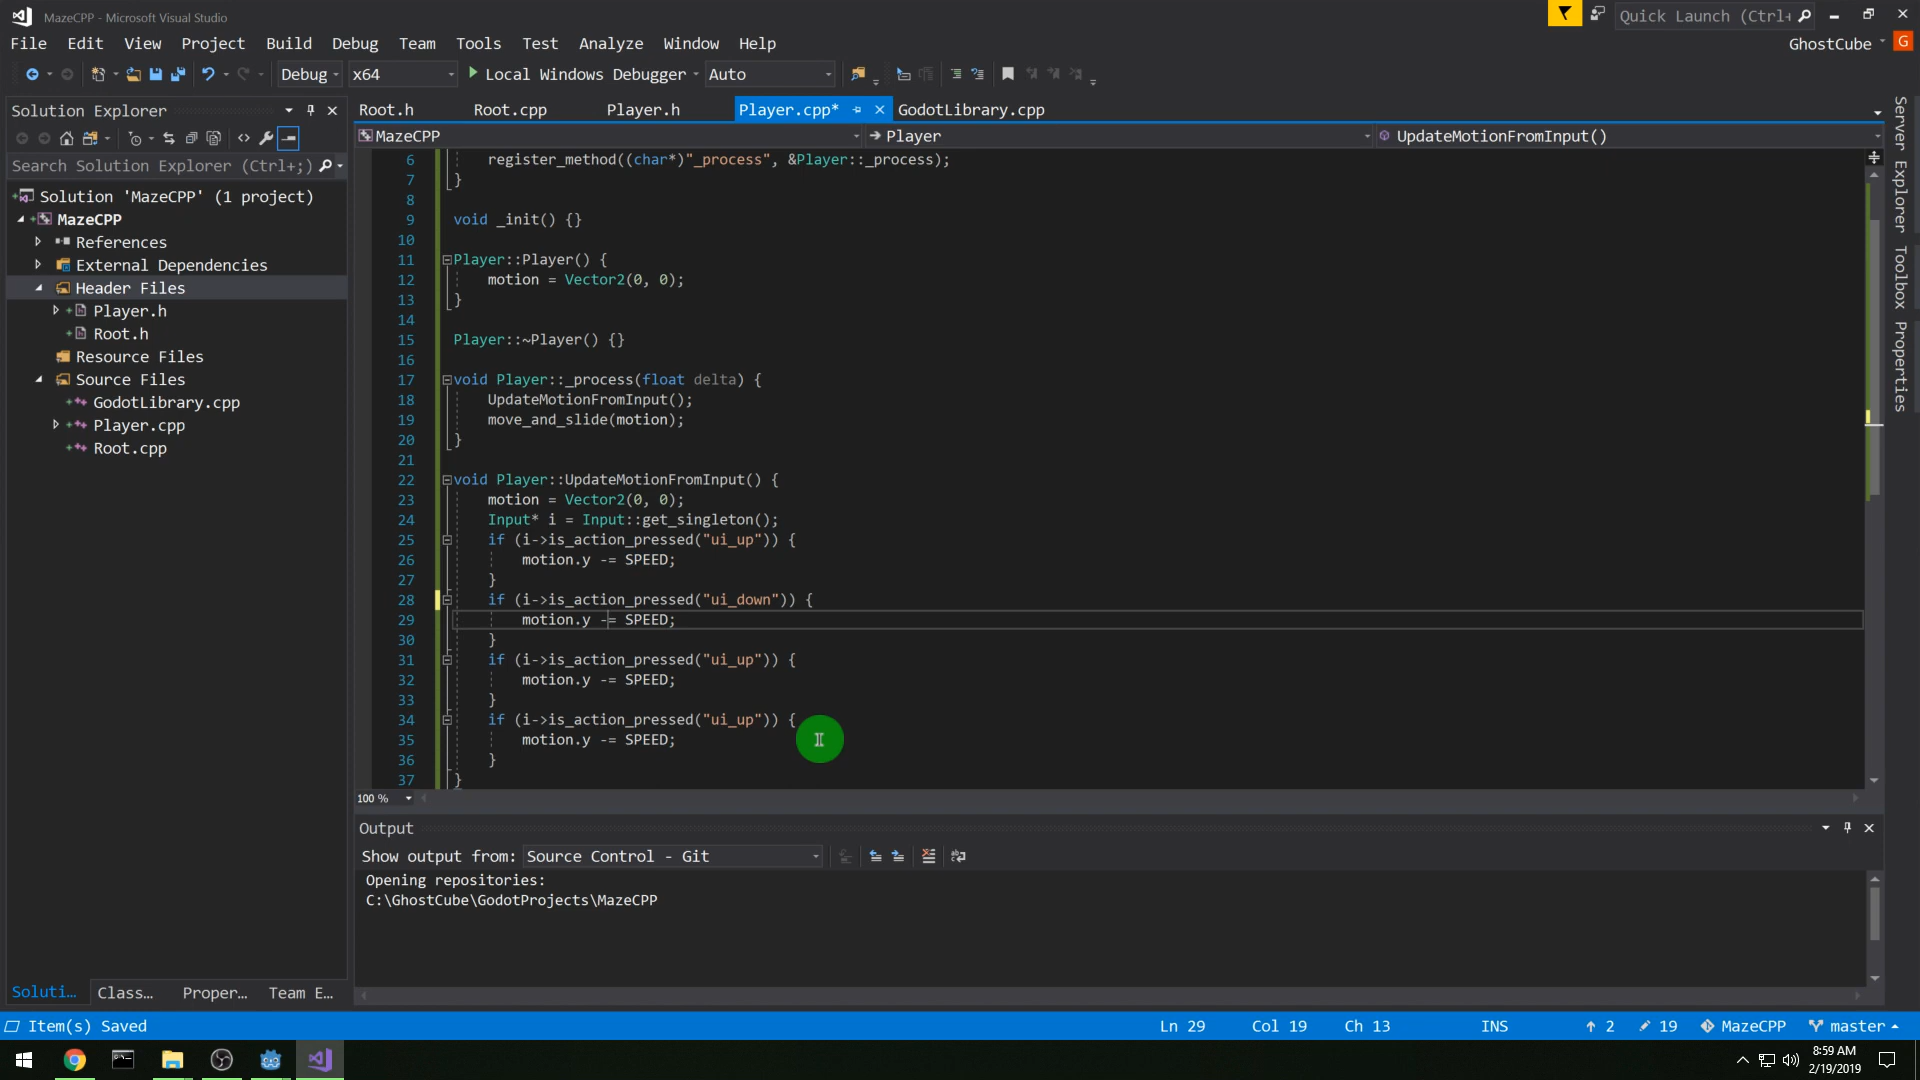 MazeCPP - Microsoft Visual Studio
Quick Launch (Ctrl+
File Edit View Project Build Debug Team Tools Test Analyze Window Help
GhostCube G
Debug x64 Local Windows Debugger Auto
Solution Explorer
Root.h Root.cpp Player.h Player.cpp* GodotLibrary.cpp
MazeCPP Player UpdateMotionFromInput()
Search Solution Explorer (Ctrl+;)
Solution 'MazeCPP' (1 project)
MazeCPP
References
External Dependencies
Header Files
Player.h
Root.h
Resource Files
Source Files
GodotLibrary.cpp
Player.cpp
Root.cpp
6 register_method((char*)"_process", &Player::_process);
7 }
8
9 void _init() {}
10
11 Player::Player() {
12 motion = Vector2(0, 0);
13 }
14
15 Player::~Player() {}
16
17 void Player::_process(float delta) {
18 UpdateMotionFromInput();
19 move_and_slide(motion);
20 }
21
22 void Player::UpdateMotionFromInput() {
23 motion = Vector2(0, 0);
24 Input* i = Input::get_singleton();
25 if (i->is_action_pressed("ui_up")) {
26 motion.y -= SPEED;
27 }
28 if (i->is_action_pressed("ui_down")) {
29 motion.y -= SPEED;
30 }
31 if (i->is_action_pressed("ui_up")) {
32 motion.y -= SPEED;
33 }
34 if (i->is_action_pressed("ui_up")) {
35 motion.y -= SPEED;
36 }
37 }
100 %
Server Explorer
Toolbox
Properties
Output
Show output from: Source Control - Git
Opening repositories:
C:\GhostCube\GodotProjects\MazeCPP
Soluti... Class... Proper... Team E...
Item(s) Saved Ln 29 Col 19 Ch 13 INS 2 19 MazeCPP master
8:59 AM
2/19/2019